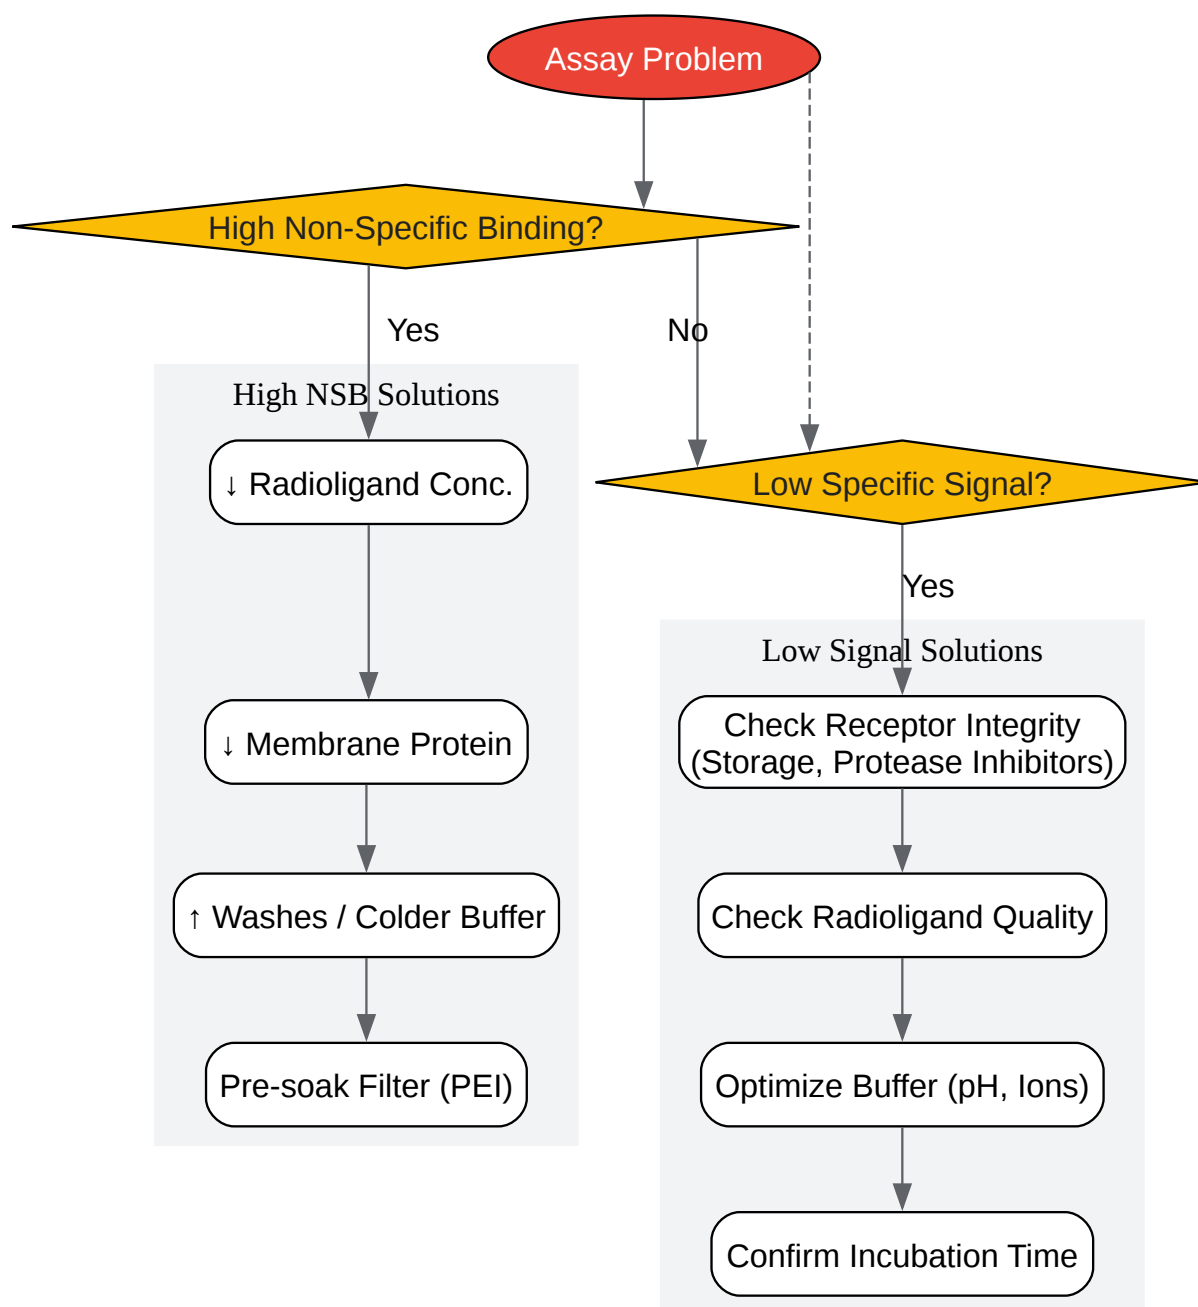 Assay Problem
High Non-Specific Binding?
Yes
No
High NSB Solutions
↓ Radioligand Conc.
↓ Membrane Protein
↑ Washes / Colder Buffer
Pre-soak Filter (PEI)
Low Specific Signal?
Yes
Low Signal Solutions
Check Receptor Integrity
(Storage, Protease Inhibitors)
Check Radioligand Quality
Optimize Buffer (pH, Ions)
Confirm Incubation Time